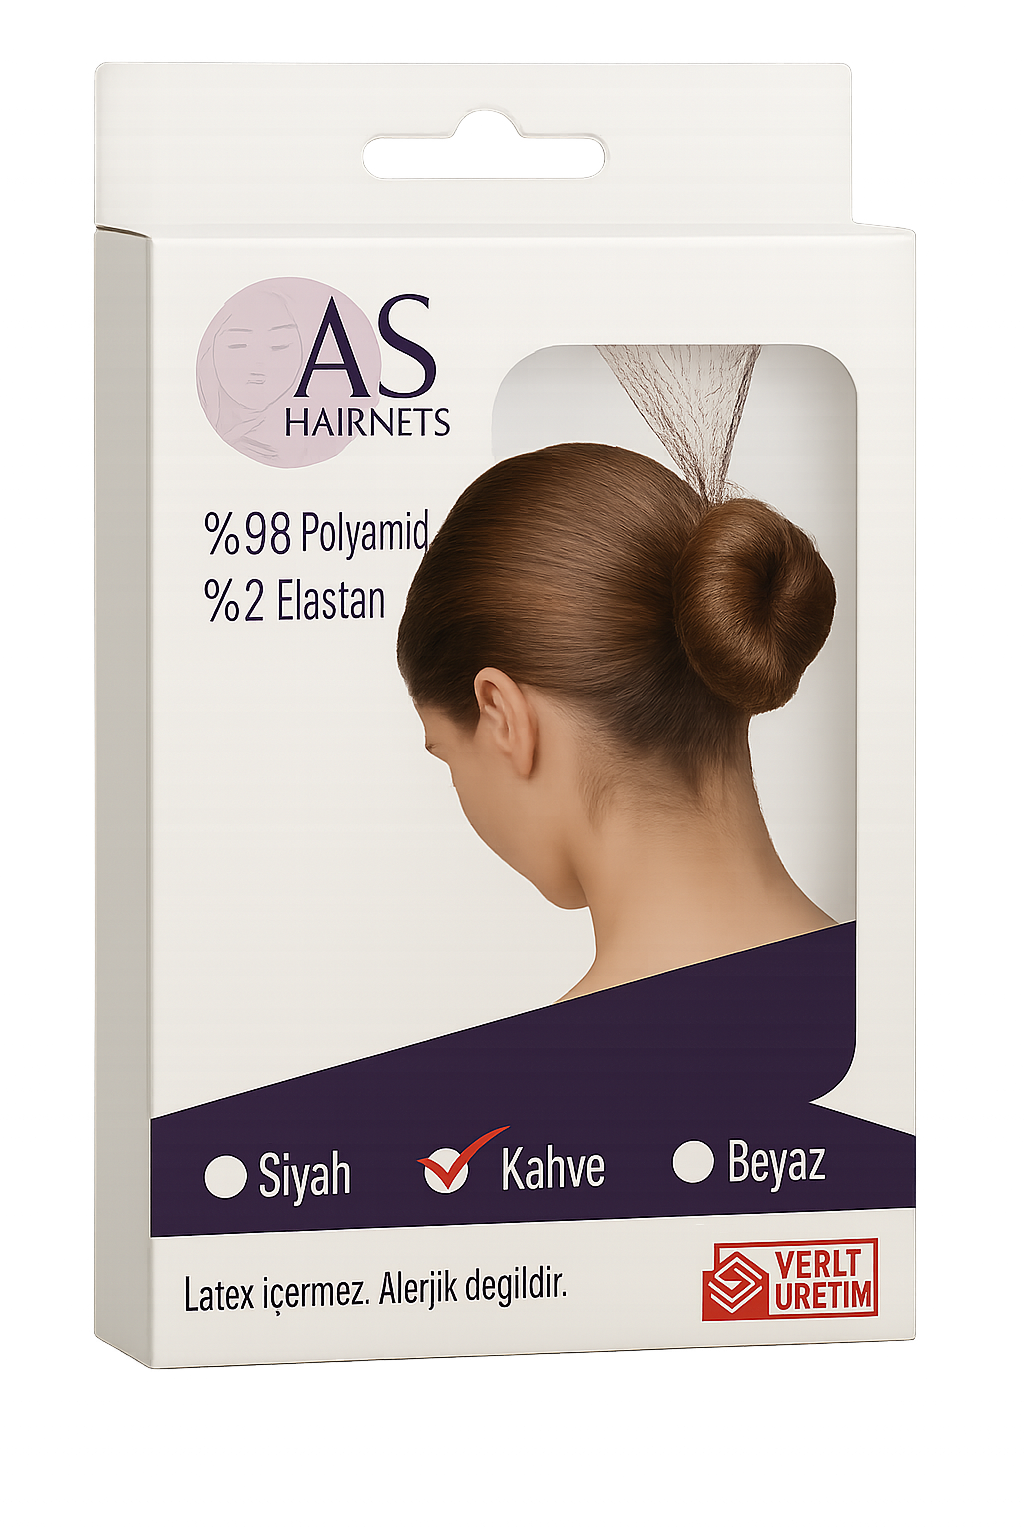 AS
HAIRNETS
%98 Polyamid
%2 Elastan
Siyah
Kahve
Beyaz
Latex içermez. Alerjik degildir.
VERLT
URETIM